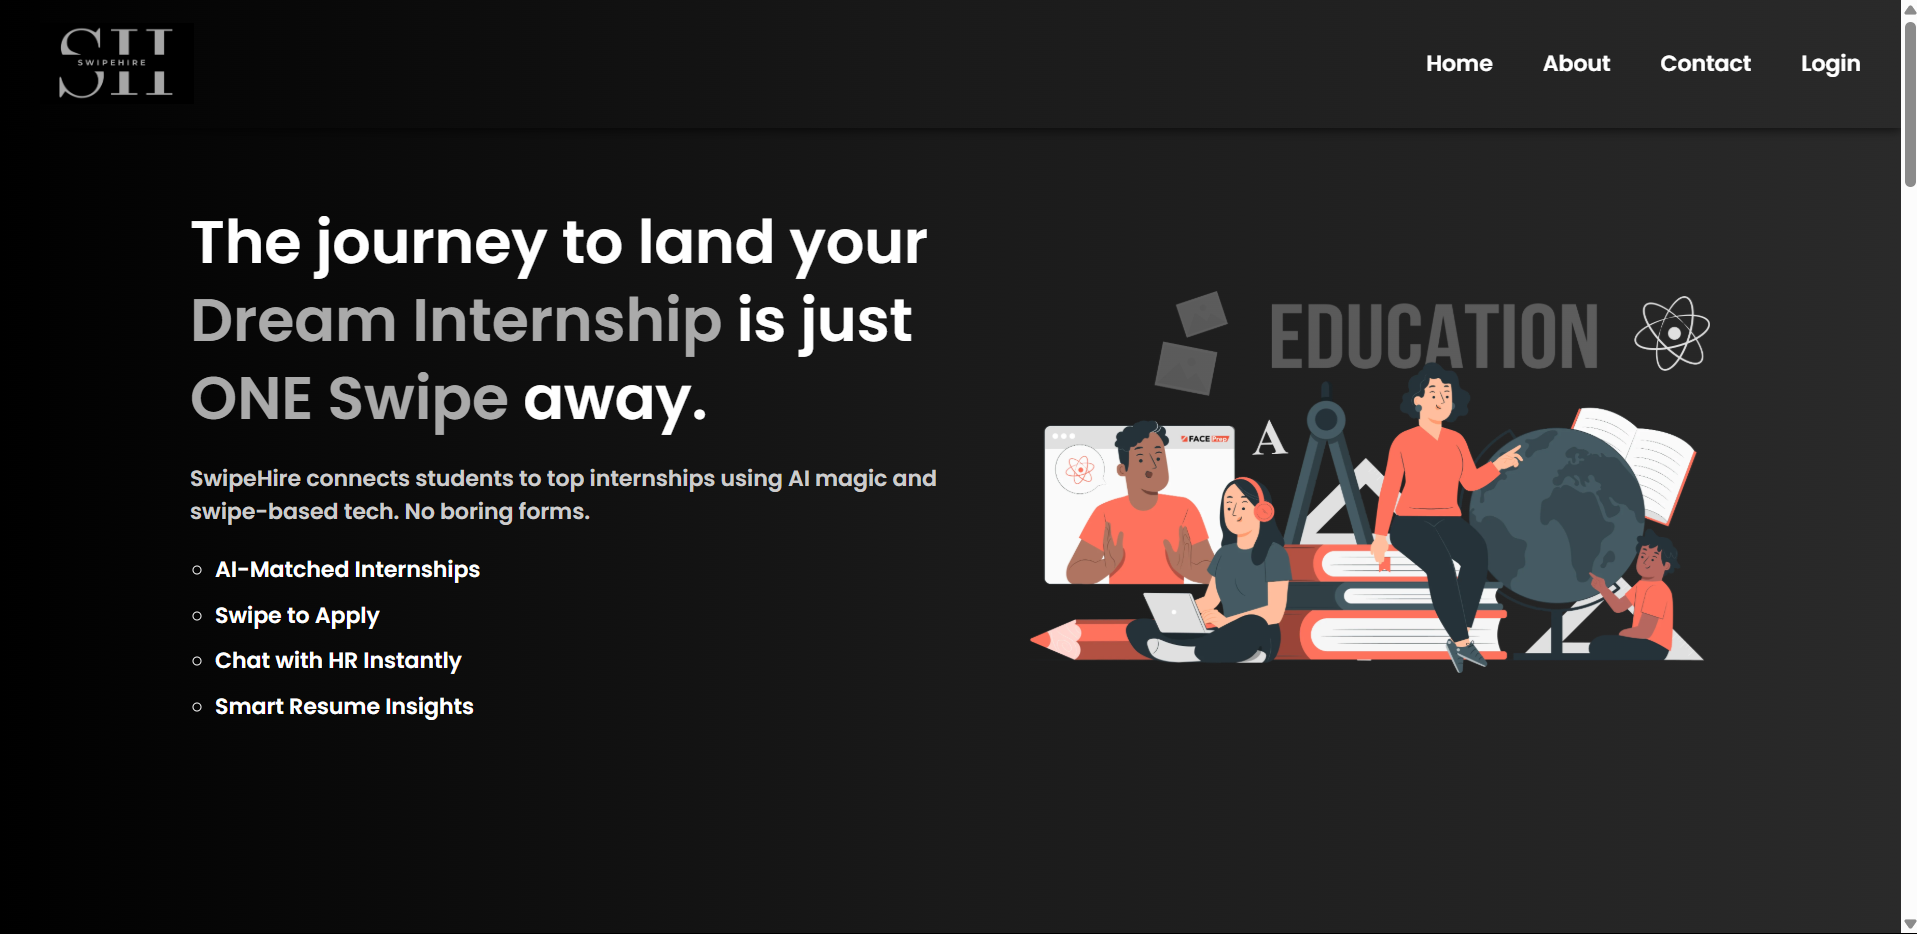 SH
SWIPEHIRE
Home About Contact Login
The journey to land your
Dream Internship is just
ONE Swipe away.
SwipeHire connects students to top internships using AI magic and
swipe-based tech. No boring forms.
AI-Matched Internships
Swipe to Apply
Chat with HR Instantly
Smart Resume Insights
EDUCATION
FACE Prep
A